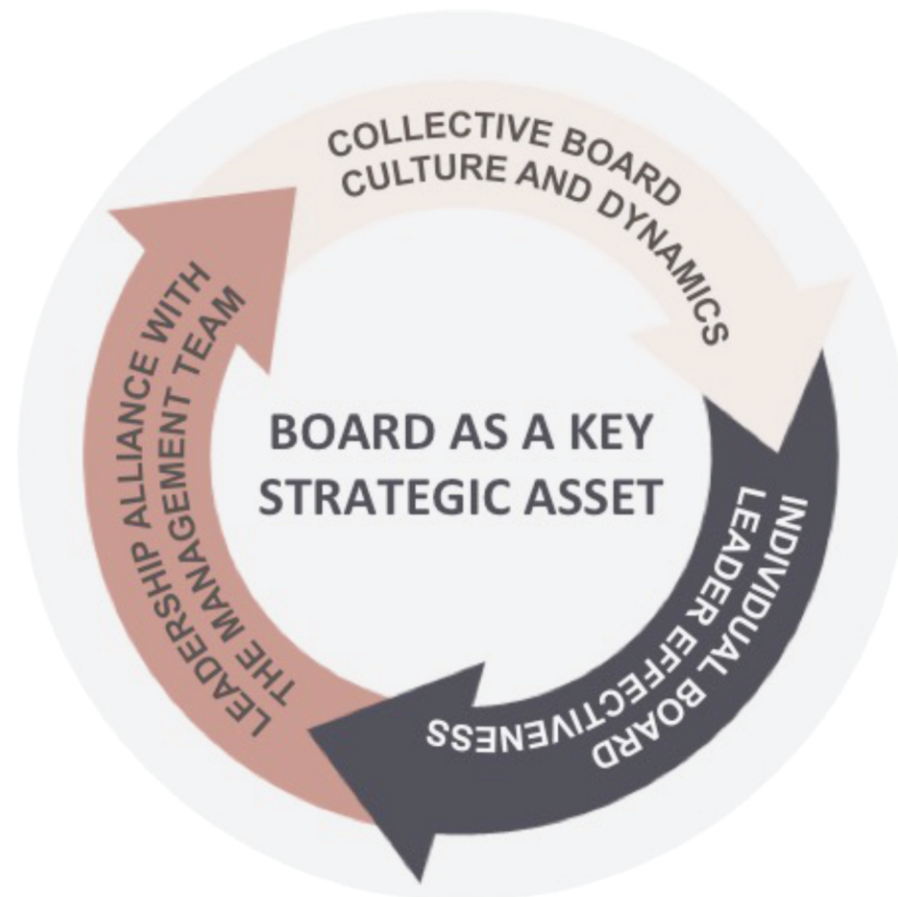 COLLECTIVE BOARD
CULTURE AND DYNAMICS
INDIVIDUAL BOARD
LEADER EFFECTIVENESS
LEADERSHIP ALLIANCE WITH
THE MANAGEMENT TEAM
BOARD AS A KEY
STRATEGIC ASSET